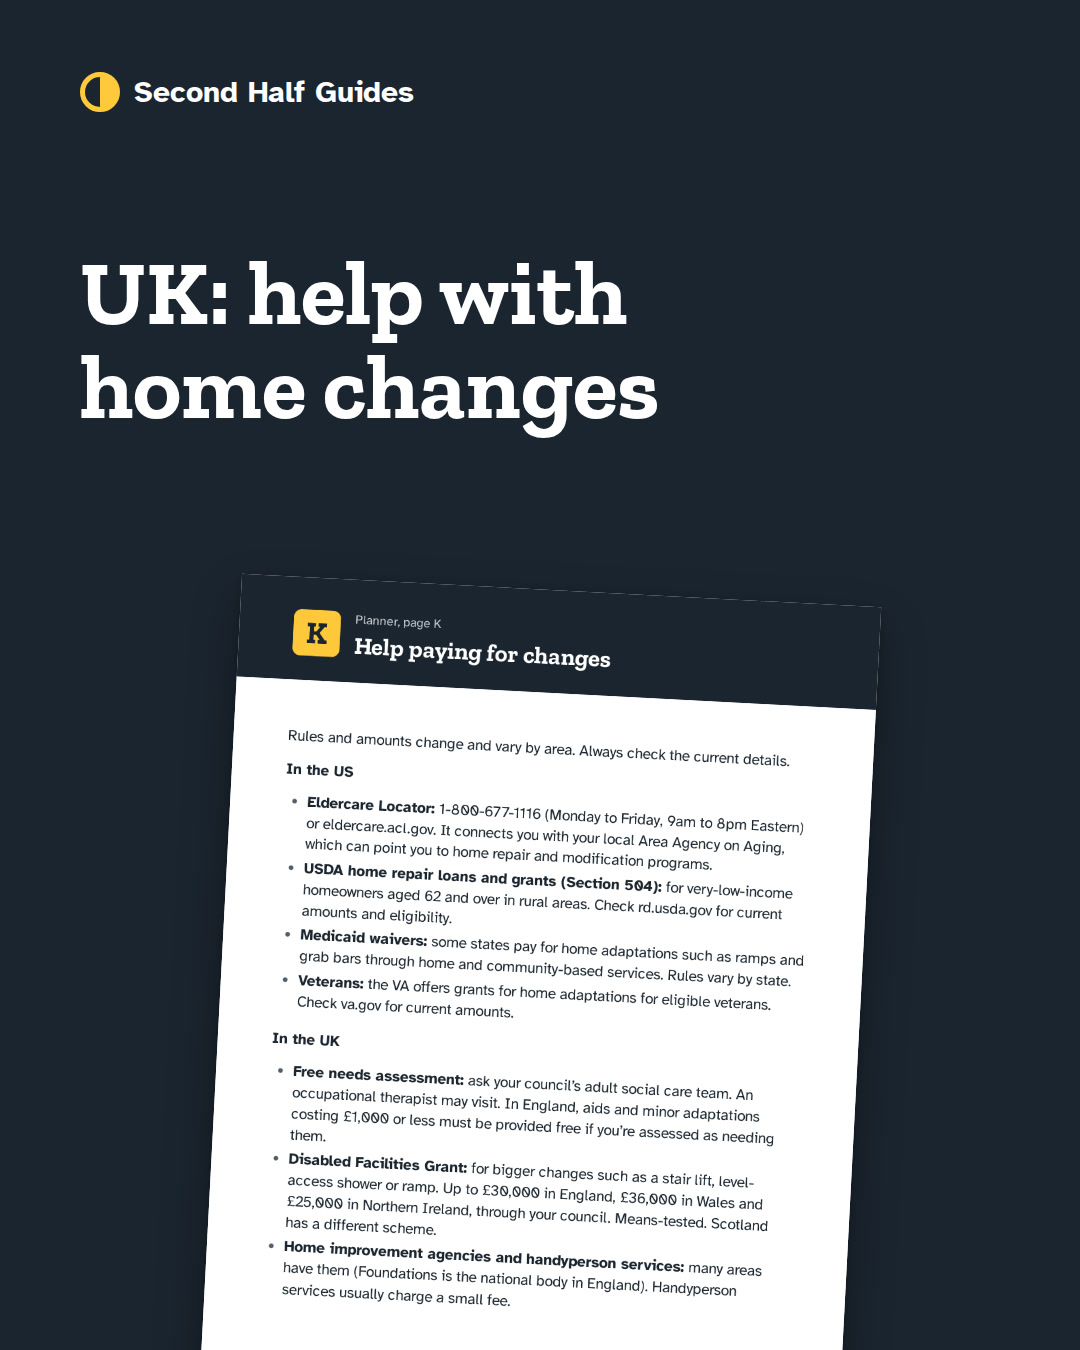 Second Half Guides
UK: help with
home changes
K
Planner, page K
Help paying for changes
Rules and amounts change and vary by area. Always check the current details.
In the US
• Eldercare Locator: 1-800-677-1116 (Monday to Friday, 9am to 8pm Eastern)
or eldercare.acl.gov. It connects you with your local Area Agency on Aging,
which can point you to home repair and modification programs.
• USDA home repair loans and grants (Section 504): for very-low-income
homeowners aged 62 and over in rural areas. Check rd.usda.gov for current
amounts and eligibility.
• Medicaid waivers: some states pay for home adaptations such as ramps and
grab bars through home and community-based services. Rules vary by state.
• Veterans: the VA offers grants for home adaptations for eligible veterans.
Check va.gov for current amounts.
In the UK
• Free needs assessment: ask your council’s adult social care team. An
occupational therapist may visit. In England, aids and minor adaptations
costing £1,000 or less must be provided free if you’re assessed as needing
them.
• Disabled Facilities Grant: for bigger changes such as a stair lift, level-
access shower or ramp. Up to £30,000 in England, £36,000 in Wales and
£25,000 in Northern Ireland, through your council. Means-tested. Scotland
has a different scheme.
• Home improvement agencies and handyperson services: many areas
have them (Foundations is the national body in England). Handyperson
services usually charge a small fee.